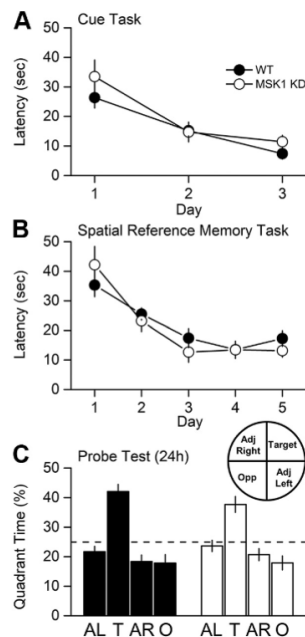 A
Cue Task
50
40
30
20
10
0
Latency (sec)
WT
MSK1 KD
1 2 3
Day
B
Spatial Reference Memory Task
50
40
30
20
10
0
Latency (sec)
1 2 3 4 5
Day
C
Probe Test (24h)
Adj
Right
Target
Opp
Adj
Left
50
40
30
20
10
0
Quadrant Time (%)
AL T AR O AL T AR O